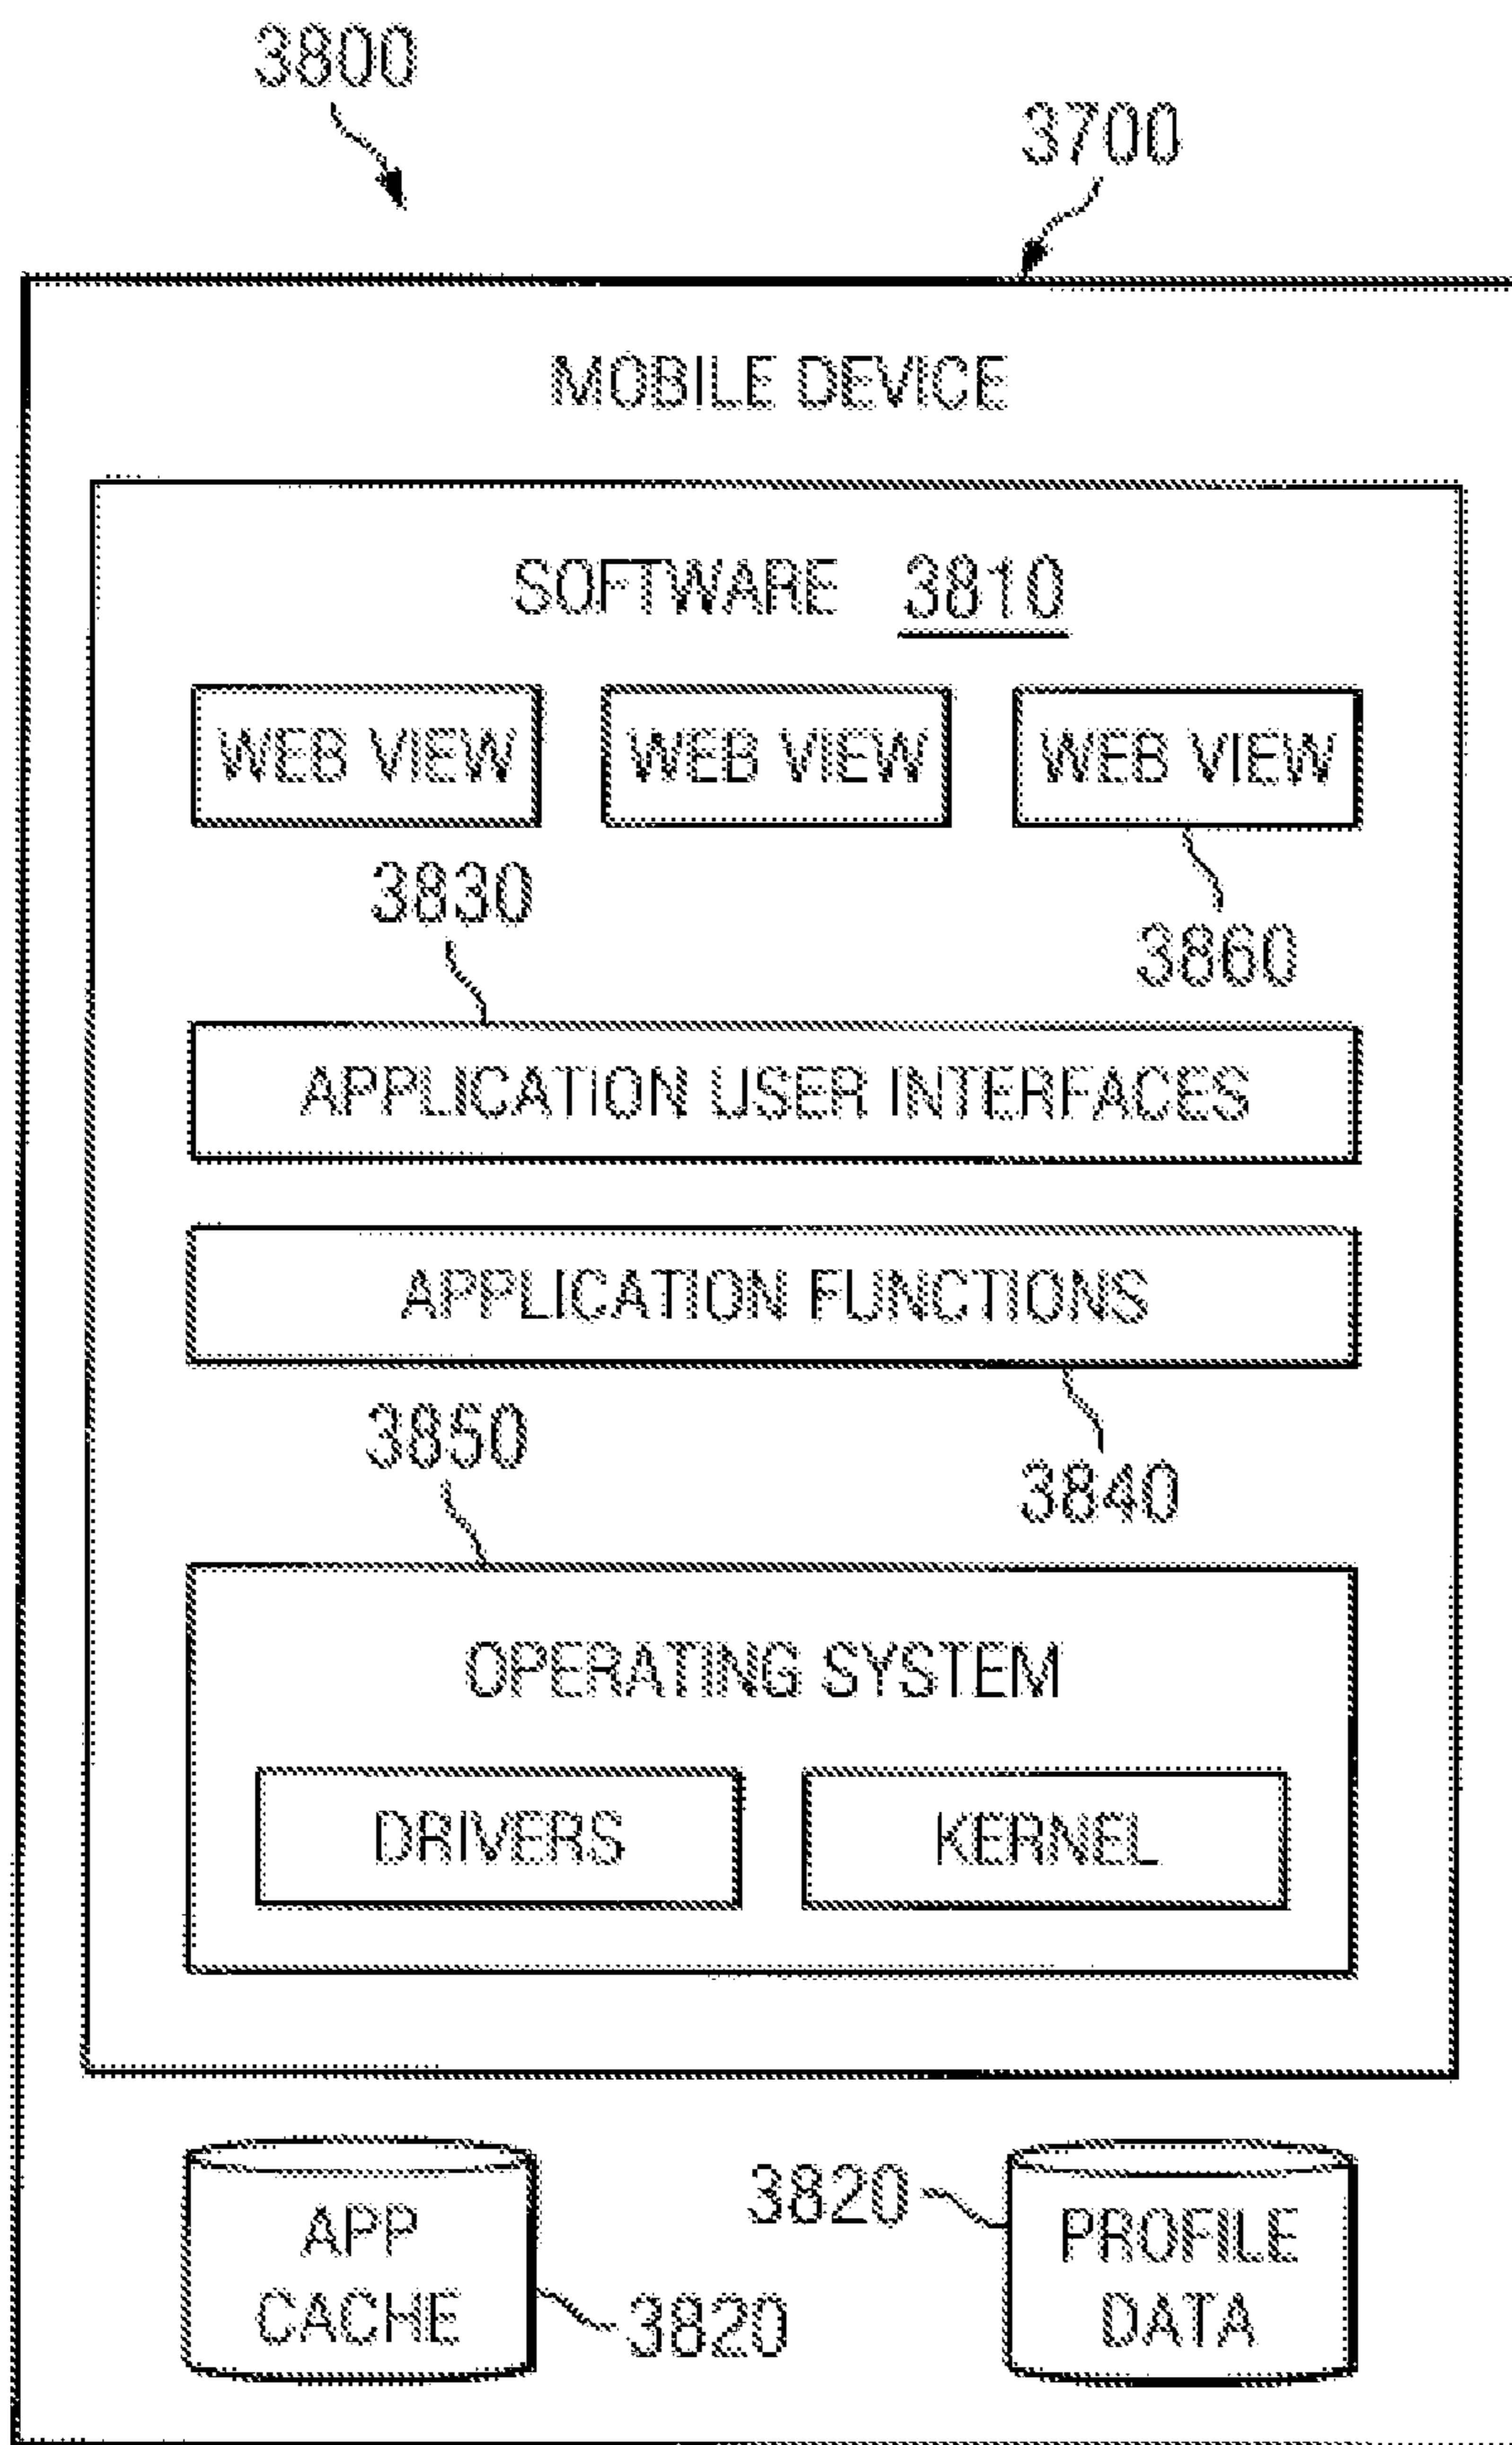 3800
3700
MOBILE DEVICE
SOFTWARE 3810
WEB VIEW WEB VIEW WEB VIEW
3830
3860
APPLICATION USER INTERFACES
APPLICATION FUNCTIONS
3850
3840
OPERATING SYSTEM
DRIVERS KERNEL
APP
CACHE
3820
3820
PROFILE
DATA